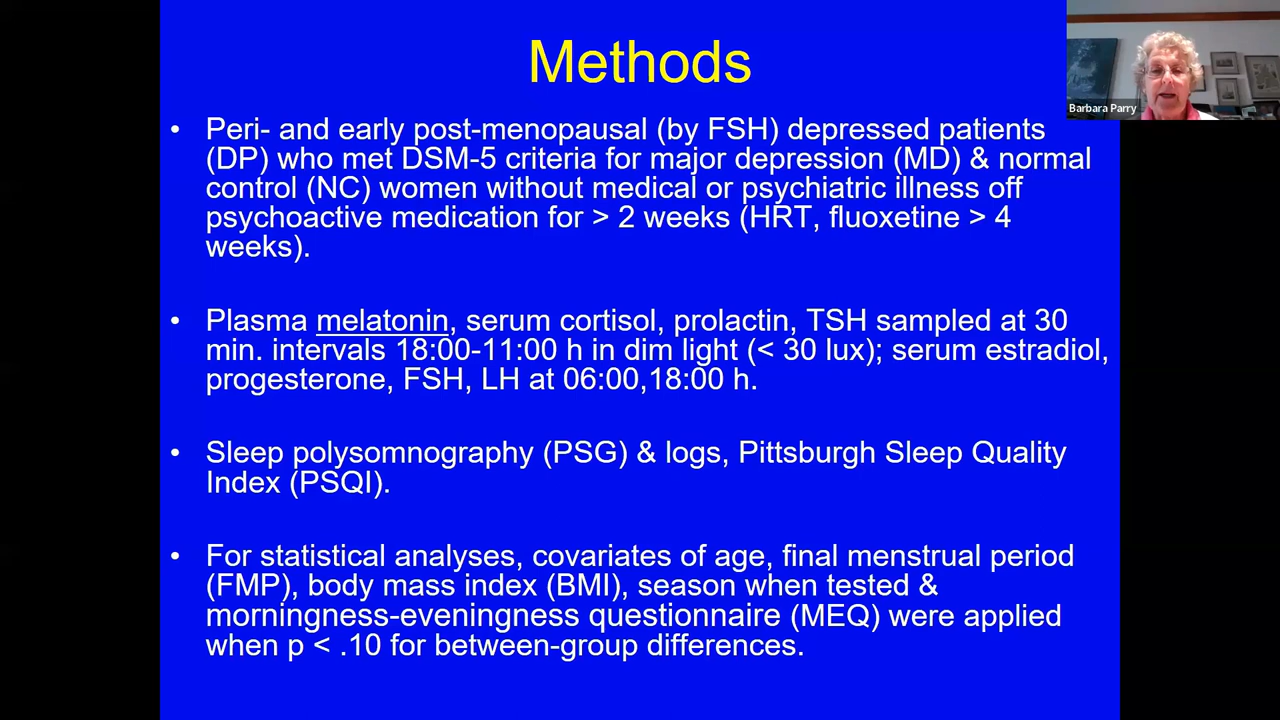 Methods
Barbara Parry
• Peri- and early post-menopausal (by FSH) depressed patients
(DP) who met DSM-5 criteria for major depression (MD) & normal
control (NC) women without medical or psychiatric illness off
psychoactive medication for > 2 weeks (HRT, fluoxetine > 4
weeks).
• Plasma melatonin, serum cortisol, prolactin, TSH sampled at 30
min. intervals 18:00-11:00 h in dim light (< 30 lux); serum estradiol,
progesterone, FSH, LH at 06:00,18:00 h.
• Sleep polysomnography (PSG) & logs, Pittsburgh Sleep Quality
Index (PSQI).
• For statistical analyses, covariates of age, final menstrual period
(FMP), body mass index (BMI), season when tested &
morningness-eveningness questionnaire (MEQ) were applied
when p < .10 for between-group differences.